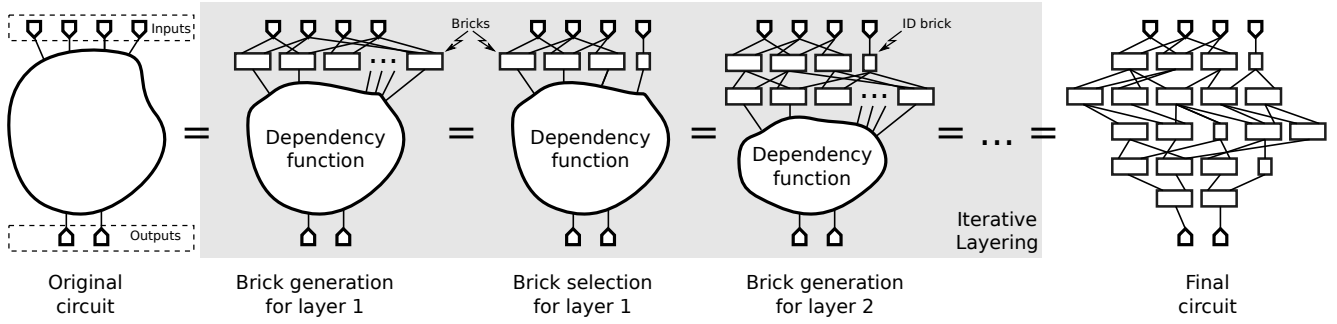 Inputs
Bricks
ID brick
...
...
Dependency
function
Dependency
function
Dependency
function
=
=
=
=
...
=
Outputs
Iterative
Layering
Original
circuit
Brick generation
for layer 1
Brick selection
for layer 1
Brick generation
for layer 2
Final
circuit